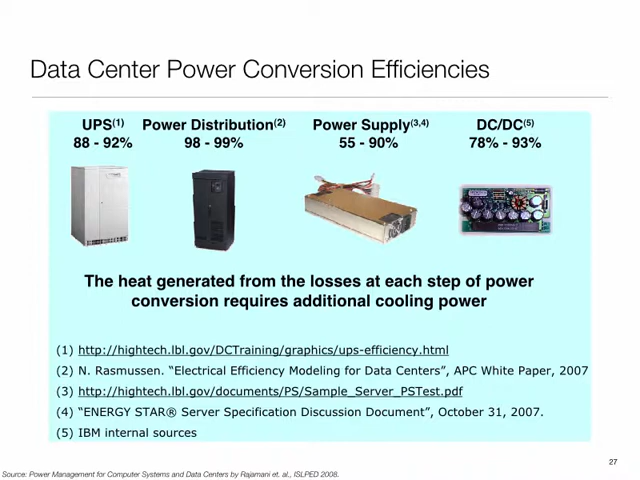 Data Center Power Conversion Efficiencies
UPS(1) Power Distribution(2) Power Supply(3,4) DC/DC(5)
88 - 92% 98 - 99% 55 - 90% 78% - 93%
The heat generated from the losses at each step of power
conversion requires additional cooling power
(1) http://hightech.lbl.gov/DCTraining/graphics/ups-efficiency.html
(2) N. Rasmussen. “Electrical Efficiency Modeling for Data Centers”, APC White Paper, 2007
(3) http://hightech.lbl.gov/documents/PS/Sample_Server_PSTest.pdf
(4) “ENERGY STAR® Server Specification Discussion Document”, October 31, 2007.
(5) IBM internal sources
27
Source: Power Management for Computer Systems and Data Centers by Rajamani et. al., ISLPED 2008.